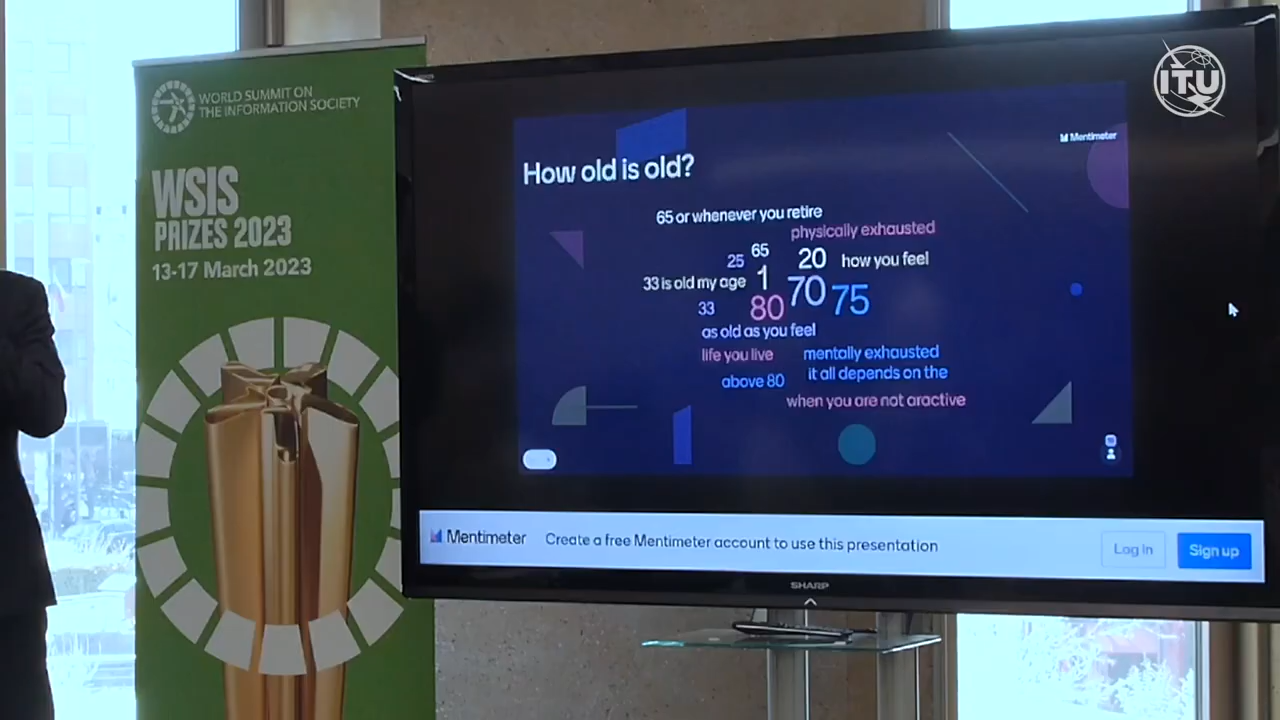 WORLD SUMMIT ON
THE INFORMATION SOCIETY
WSIS
PRIZES 2023
13-17 March 2023
ITU
Mentimeter
How old is old?
65 or whenever you retire
physically exhausted
65
25
20
how you feel
33 is old my age
1
70
75
33
80
as old as you feel
life you live
mentally exhausted
above 80
it all depends on the
when you are not aractive
Mentimeter
Create a free Mentimeter account to use this presentation
Log in
Sign up
SHARP